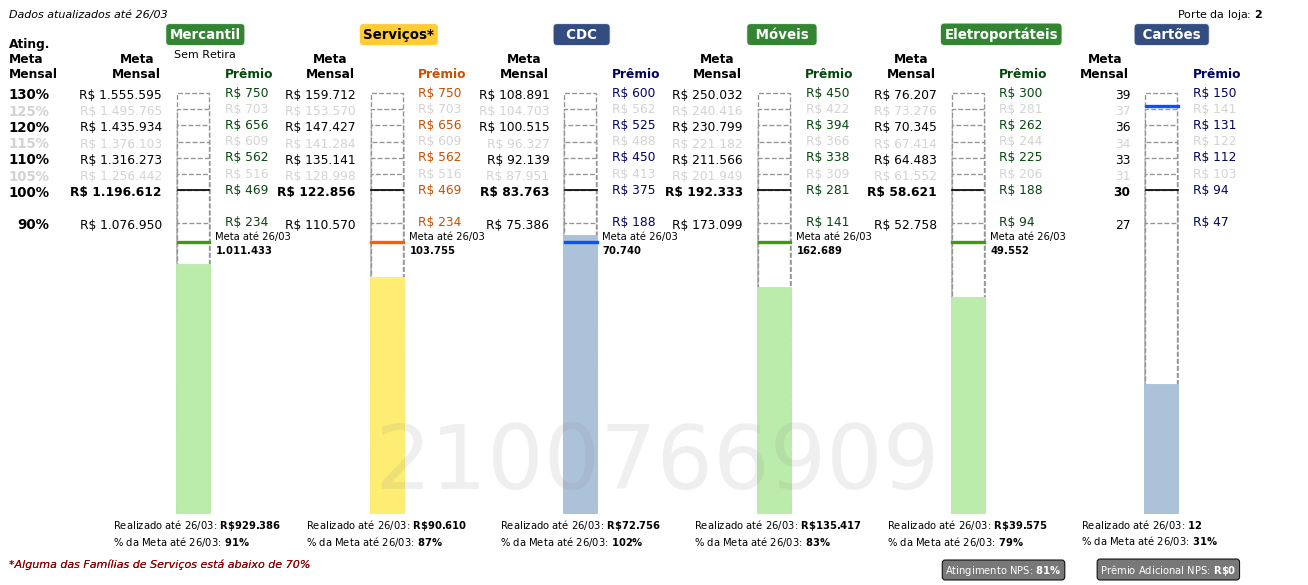 Dados atualizados até 26/03 Porte da loja: 2
Mercantil Serviços* CDC Móveis Eletroportáteis Cartões
Sem Retira
Ating. Meta Mensal
Meta Mensal Prêmio Meta Mensal Prêmio Meta Mensal Prêmio Meta Mensal Prêmio Meta Mensal Prêmio Meta Mensal Prêmio
130% R$ 1.555.595 R$ 750 R$ 159.712 R$ 750 R$ 108.891 R$ 600 R$ 250.032 R$ 450 R$ 76.207 R$ 300 39 R$ 150
125% R$ 1.495.765 R$ 703 R$ 153.570 R$ 703 R$ 104.703 R$ 562 R$ 240.416 R$ 422 R$ 73.276 R$ 281 37 R$ 141
120% R$ 1.435.934 R$ 656 R$ 147.427 R$ 656 R$ 100.515 R$ 525 R$ 230.799 R$ 394 R$ 70.345 R$ 262 36 R$ 131
115% R$ 1.376.103 R$ 609 R$ 141.284 R$ 609 R$ 96.327 R$ 488 R$ 221.182 R$ 366 R$ 67.414 R$ 244 34 R$ 122
110% R$ 1.316.273 R$ 562 R$ 135.141 R$ 562 R$ 92.139 R$ 450 R$ 211.566 R$ 338 R$ 64.483 R$ 225 33 R$ 112
105% R$ 1.256.442 R$ 516 R$ 128.998 R$ 516 R$ 87.951 R$ 413 R$ 201.949 R$ 309 R$ 61.552 R$ 206 31 R$ 103
100% R$ 1.196.612 R$ 469 R$ 122.856 R$ 469 R$ 83.763 R$ 375 R$ 192.333 R$ 281 R$ 58.621 R$ 188 30 R$ 94
90% R$ 1.076.950 R$ 234 R$ 110.570 R$ 234 R$ 75.386 R$ 188 R$ 173.099 R$ 141 R$ 52.758 R$ 94 27 R$ 47
Meta até 26/03 Meta até 26/03 Meta até 26/03 Meta até 26/03 Meta até 26/03
1.011.433 103.755 70.740 162.689 49.552
2100766909
Realizado até 26/03: R$929.386 Realizado até 26/03: R$90.610 Realizado até 26/03: R$72.756 Realizado até 26/03: R$135.417 Realizado até 26/03: R$39.575 Realizado até 26/03: 12
% da Meta até 26/03: 91% % da Meta até 26/03: 87% % da Meta até 26/03: 102% % da Meta até 26/03: 83% % da Meta até 26/03: 79% % da Meta até 26/03: 31%
*Alguma das Famílias de Serviços está abaixo de 70% Atingimento NPS: 81% Prêmio Adicional NPS: R$0